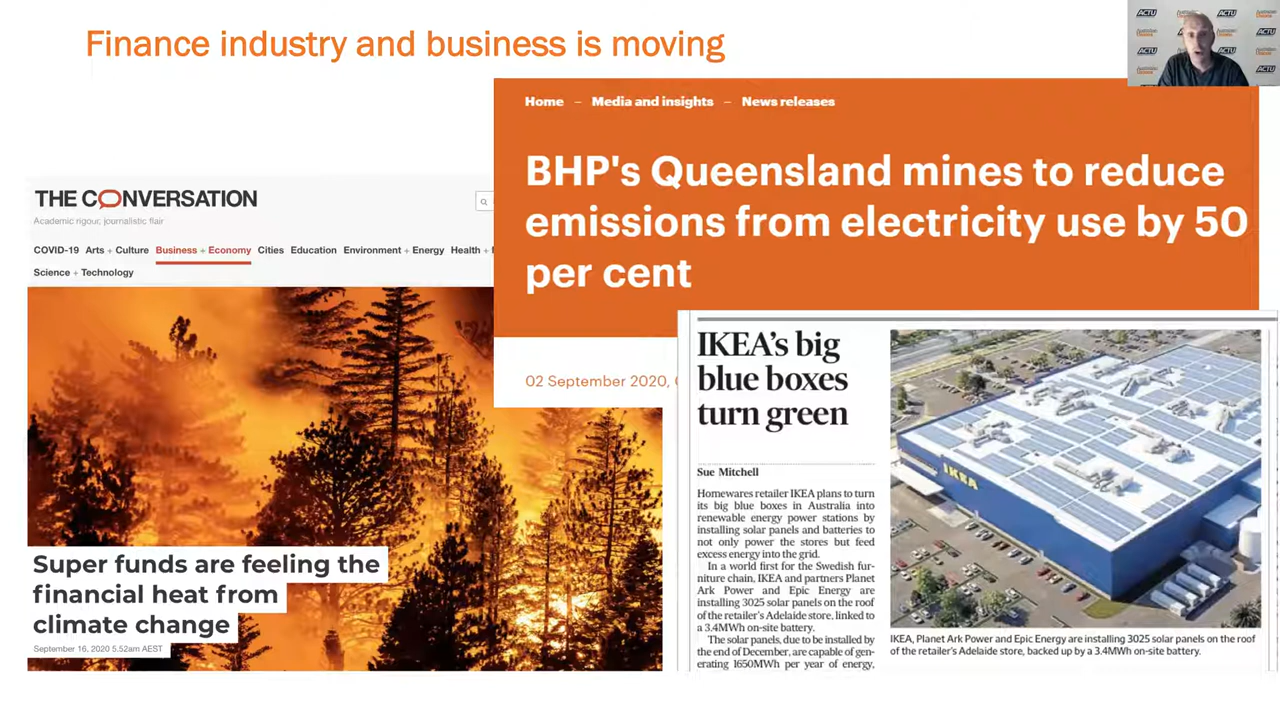 Finance industry and business is moving
ACTU
ACTU
ACTU
ACTU
ACTU
ACTU
Home – Media and insights – News releases
BHP's Queensland mines to reduce
emissions from electricity use by 50
per cent
02 September 2020,
THE CONVERSATION
Academic rigour, journalistic flair
COVID-19 Arts + Culture Business + Economy Cities Education Environment + Energy Health +
Science + Technology
Super funds are feeling the
financial heat from
climate change
September 16, 2020 5.52am AEST
IKEA's big
blue boxes
turn green
Sue Mitchell
Homewares retailer IKEA plans to turn
its big blue boxes in Australia into
renewable energy power stations by
installing solar panels and batteries to
not only power the stores but feed
excess energy into the grid.
In a world first for the Swedish fur-
niture chain, IKEA and partners Planet
Ark Power and Epic Energy are
installing 3025 solar panels on the roof
of the retailer's Adelaide store, linked to
a 3.4MWh on-site battery.
The solar panels, due to be installed by
the end of December, are capable of gen-
erating 1650MWh per year of energy,
IKEA
IKEA, Planet Ark Power and Epic Energy are installing 3025 solar panels on the roof
of the retailer's Adelaide store, backed up by a 3.4MWh on-site battery.